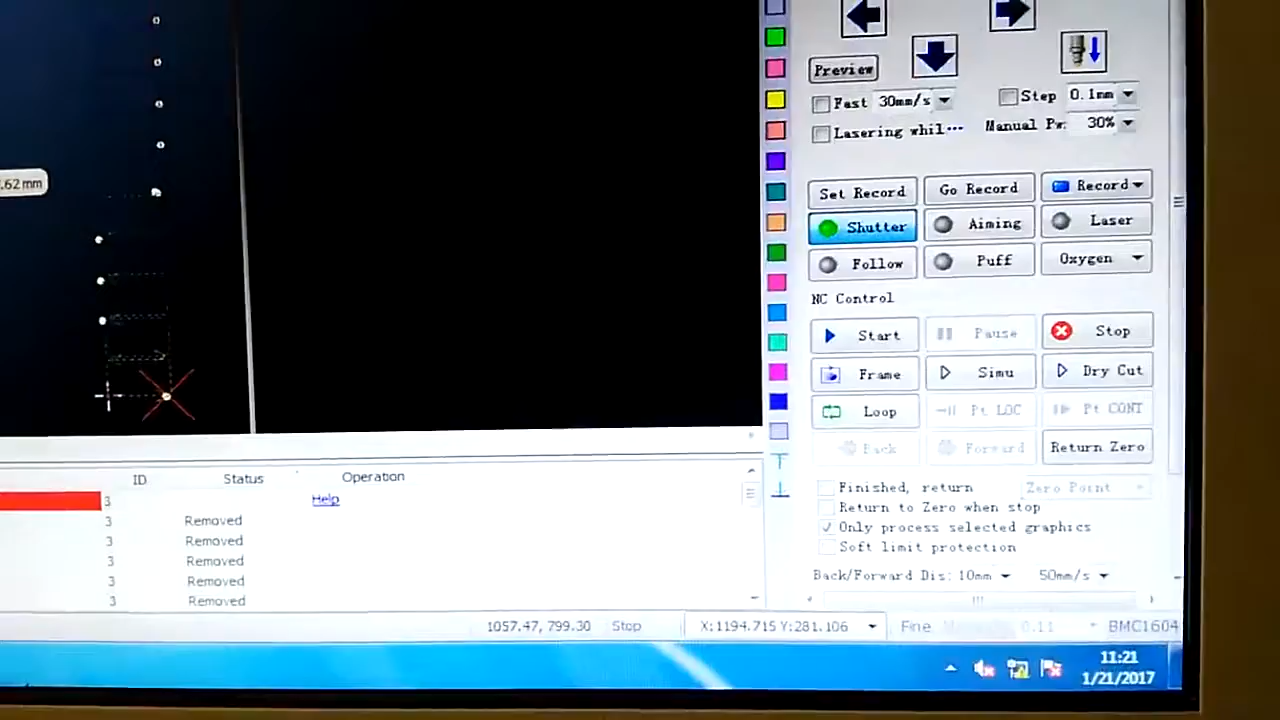 Preview
Fast 30mm/s Step 0.1mm
Lasering whil... Manual Pw: 30%
.62mm
Set Record Go Record Record
Shutter Aiming Laser
Follow Puff Oxygen
NC Control
Start Pause Stop
Frame Simu Dry Cut
Loop Pt LOC Pt CONT
Back Forward Return Zero
ID Status Operation
3 Help
3 Removed
3 Removed
3 Removed
3 Removed
3 Removed
Finished, return Zero Point
Return to Zero when stop
Only process selected graphics
Soft limit protection
Back/Forward Dis: 10mm 50mm/s
1057.47, 799.30 Stop X:1194.715 Y:281.106 Fine 0.11 BMC1604
11:21
1/21/2017